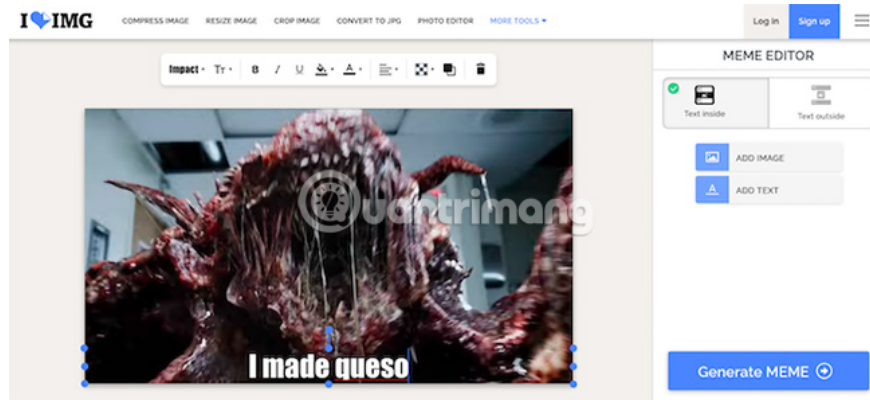 I IMG COMPRESS IMAGE RESIZE IMAGE CROP IMAGE CONVERT TO JPG PHOTO EDITOR MORE TOOLS Log in Sign up
Impact TT B I U A
MEME EDITOR
Text inside Text outside
ADD IMAGE
A ADD TEXT
Quantrimang
I made queso
Generate MEME